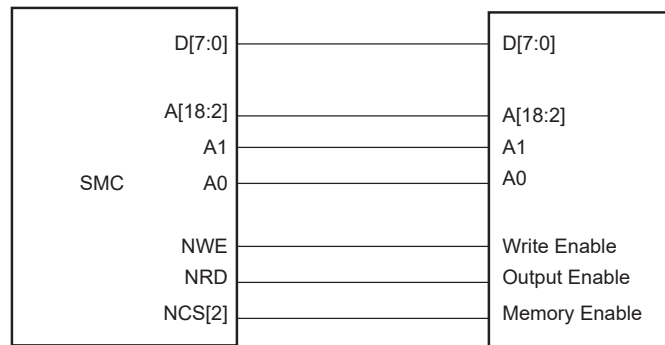 D[7:0] D[7:0]
A[18:2] A[18:2]
A1 A1
SMC A0 A0
NWE Write Enable
NRD Output Enable
NCS[2] Memory Enable